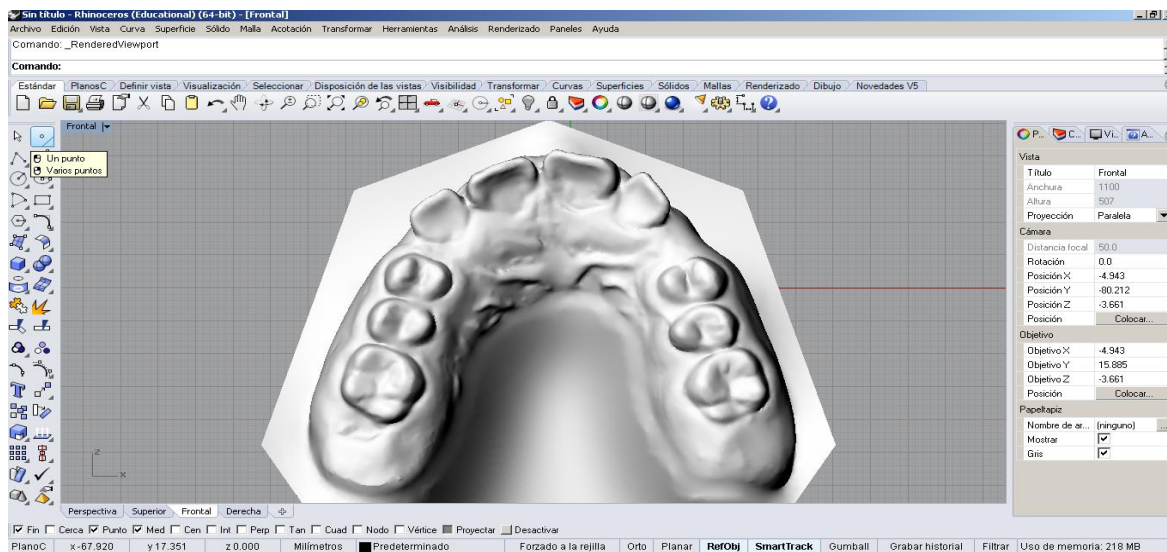 Sin título - Rhinoceros (Educational) (64-bit) - [Frontal]
Archivo Edición Vista Curva Superficie Sólido Malla Acotación Transformar Herramientas Análisis Renderizado Paneles Ayuda
Comando: _RenderedViewport
Comando:
Estándar PlanosC Definir vista Visualización Seleccionar Disposición de las vistas Visibilidad Transformar Curvas Superficies Sólidos Mallas Renderizado Dibujo Novedades V5
Frontal
Un punto
Varios puntos
P... C... Vi... A...
Vista
Título Frontal
Anchura 1100
Altura 507
Proyección Paralela
Cámara
Distancia focal 50.0
Rotación 0.0
Posición X -4.943
Posición Y -80.212
Posición Z -3.661
Posición Colocar...
Objetivo
Objetivo X -4.943
Objetivo Y 15.885
Objetivo Z -3.661
Posición Colocar...
Papeltapiz
Nombre de ar... (ninguno) ...
Mostrar
Gris
z
x
Perspectiva Superior Frontal Derecha
Fin Cerca Punto Med Cen Int Perp Tan Cuad Nodo Vértice Proyectar Desactivar
PlanoC x -67.920 y 17.351 z 0.000 Milímetros Predeterminado Forzado a la rejilla Orto Planar RefObj SmartTrack Gumball Grabar historial Filtrar Uso de memoria: 218 MB